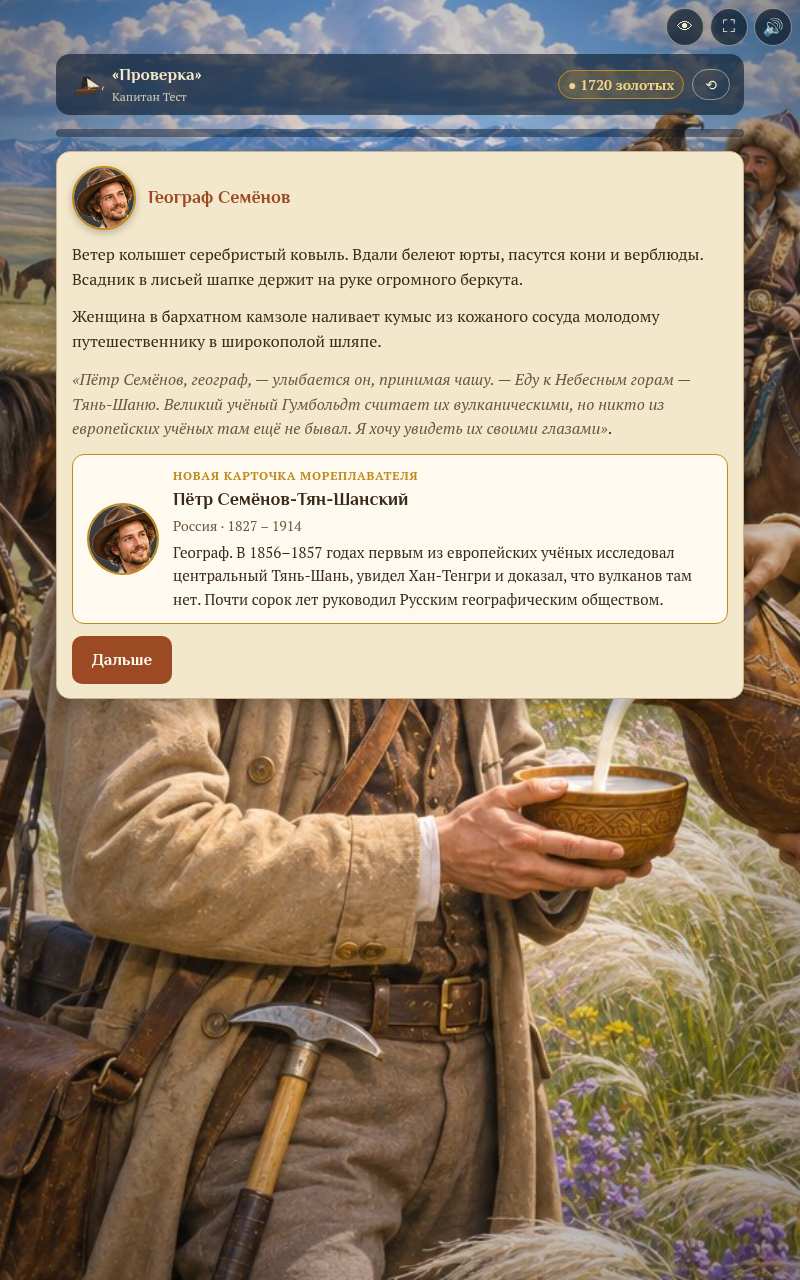 «Проверка»
Капитан Тест
● 1720 золотых
Географ Семёнов
Ветер колышет серебристый ковыль. Вдали белеют юрты, пасутся кони и верблюды.
Всадник в лисьей шапке держит на руке огромного беркута.
Женщина в бархатном камзоле наливает кумыс из кожаного сосуда молодому
путешественнику в широкополой шляпе.
«Пётр Семёнов, географ, — улыбается он, принимая чашу. — Еду к Небесным горам —
Тянь-Шаню. Великий учёный Гумбольдт считает их вулканическими, но никто из
европейских учёных там ещё не бывал. Я хочу увидеть их своими глазами».
НОВАЯ КАРТОЧКА МОРЕПЛАВАТЕЛЯ
Пётр Семёнов-Тян-Шанский
Россия · 1827 – 1914
Географ. В 1856–1857 годах первым из европейских учёных исследовал
центральный Тянь-Шань, увидел Хан-Тенгри и доказал, что вулканов там
нет. Почти сорок лет руководил Русским географическим обществом.
Дальше